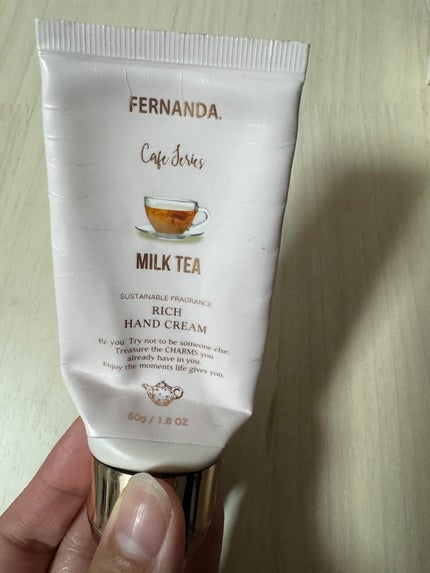 FERNANDA.
Cafe Series
MILK TEA
SUSTAINABLE FRAGRANCE
RICH
HAND CREAM
Be you. Try not to be someone else.
Treasure the CHARMS you
already have in you.
Enjoy the moments life gives you.
50g / 1.8 OZ